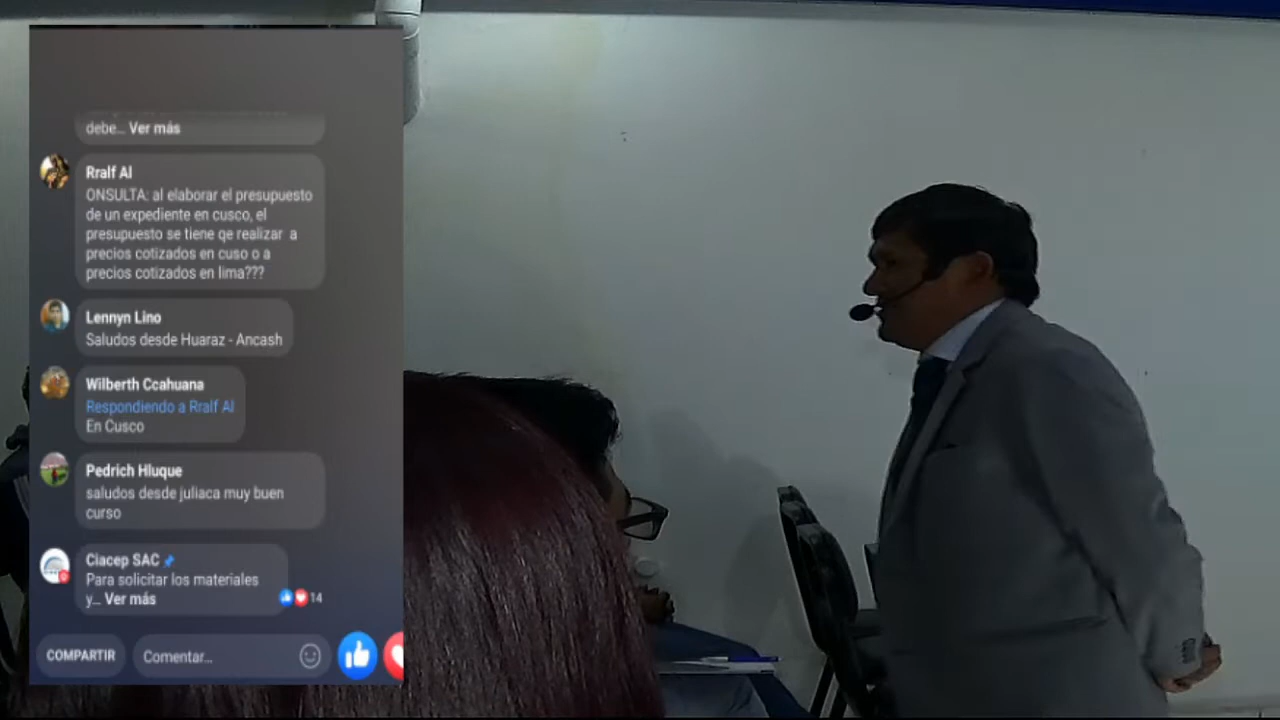 debe... Ver más
Rralf Al
ONSULTA: al elaborar el presupuesto
de un expediente en cusco, el
presupuesto se tiene qe realizar a
precios cotizados en cuso o a
precios cotizados en lima???
Lennyn Lino
Saludos desde Huaraz - Ancash
Wilberth Ccahuana
Respondiendo a Rralf Al
En Cusco
Pedrich Hluque
saludos desde juliaca muy buen
curso
Ciacep SAC
Para solicitar los materiales
y... Ver más
14
COMPARTIR
Comentar...